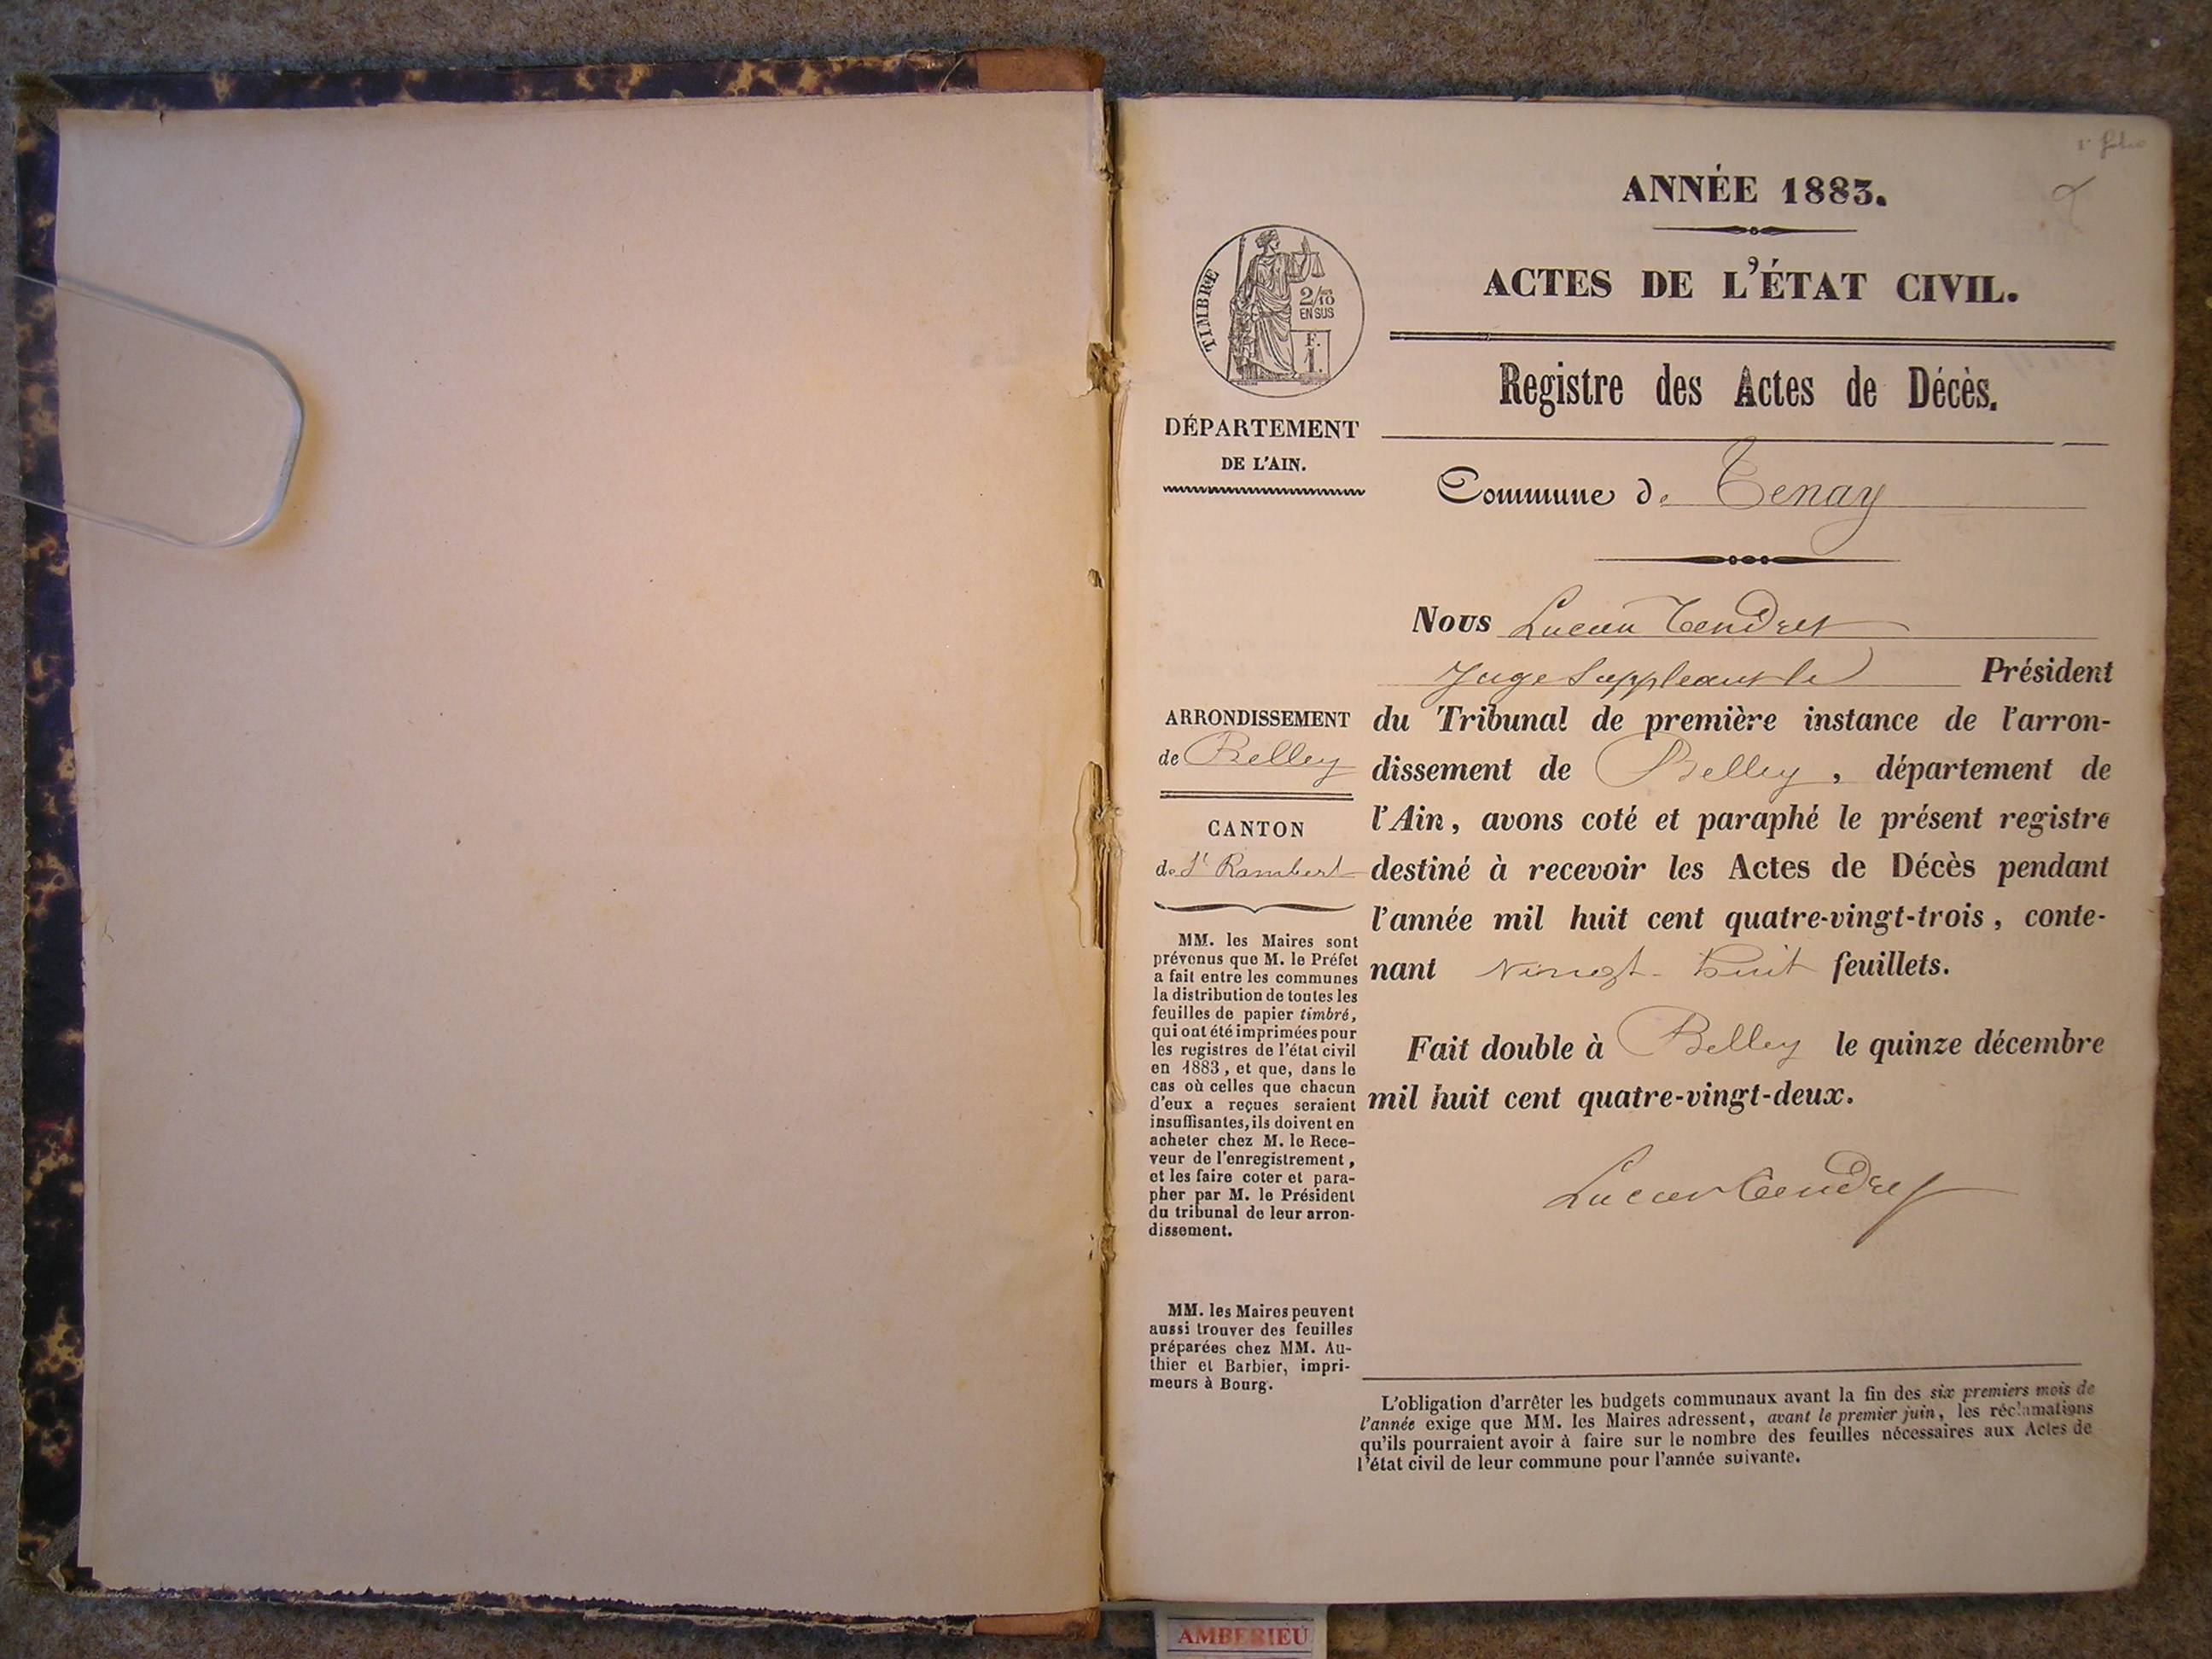 1er folio
ANNÉE 1883.
ACTES DE L'ÉTAT CIVIL.
TIMBRE
2/10
EN SUS
F.
1.
Registre des Actes de Décès.
DÉPARTEMENT
DE L'AIN.
Commune de Tenay
Nous Lucien Tendret
Juge Suppléant le Président
du Tribunal de première instance de l'arron-
dissement de Belley, département de
l'Ain, avons coté et paraphé le présent registre
destiné à recevoir les Actes de Décès pendant
l'année mil huit cent quatre-vingt-trois, conte-
nant Vingt-huit feuillets.
Fait double à Belley le quinze décembre
mil huit cent quatre-vingt-deux.
Lucien Tendret
ARRONDISSEMENT
de Belley
CANTON
de St Rambert
MM. les Maires sont
prévenus que M. le Préfet
a fait entre les communes
la distribution de toutes les
feuilles de papier timbré,
qui ont été imprimées pour
les registres de l'état civil
en 1883, et que, dans le
cas où celles que chacun
d'eux a reçues seraient
insuffisantes, ils doivent en
acheter chez M. le Rece-
veur de l'enregistrement,
et les faire coter et para-
pher par M. le Président
du tribunal de leur arron-
dissement.
MM. les Maires peuvent
aussi trouver des feuilles
préparées chez MM. Au-
thier et Barbier, impri-
meurs à Bourg.
L'obligation d'arrêter les budgets communaux avant la fin des six premiers mois de
l'année exige que MM. les Maires adressent, avant le premier juin, les réclamations
qu'ils pourraient avoir à faire sur le nombre des feuilles nécessaires aux Actes de
l'état civil de leur commune pour l'année suivante.
AMBERIEU